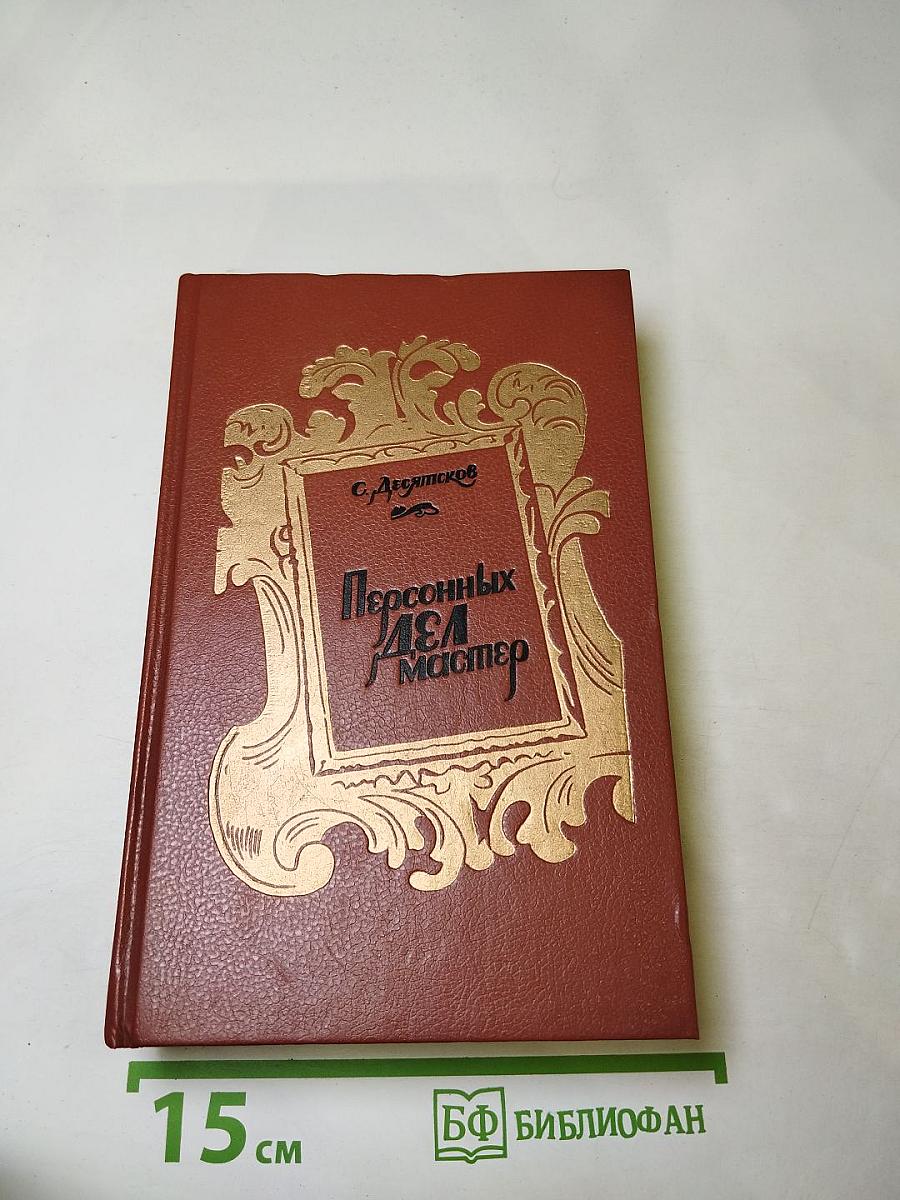 С. Десятсков
Персонных
дел
мастер
15 см
БФ БИБЛИОФАН